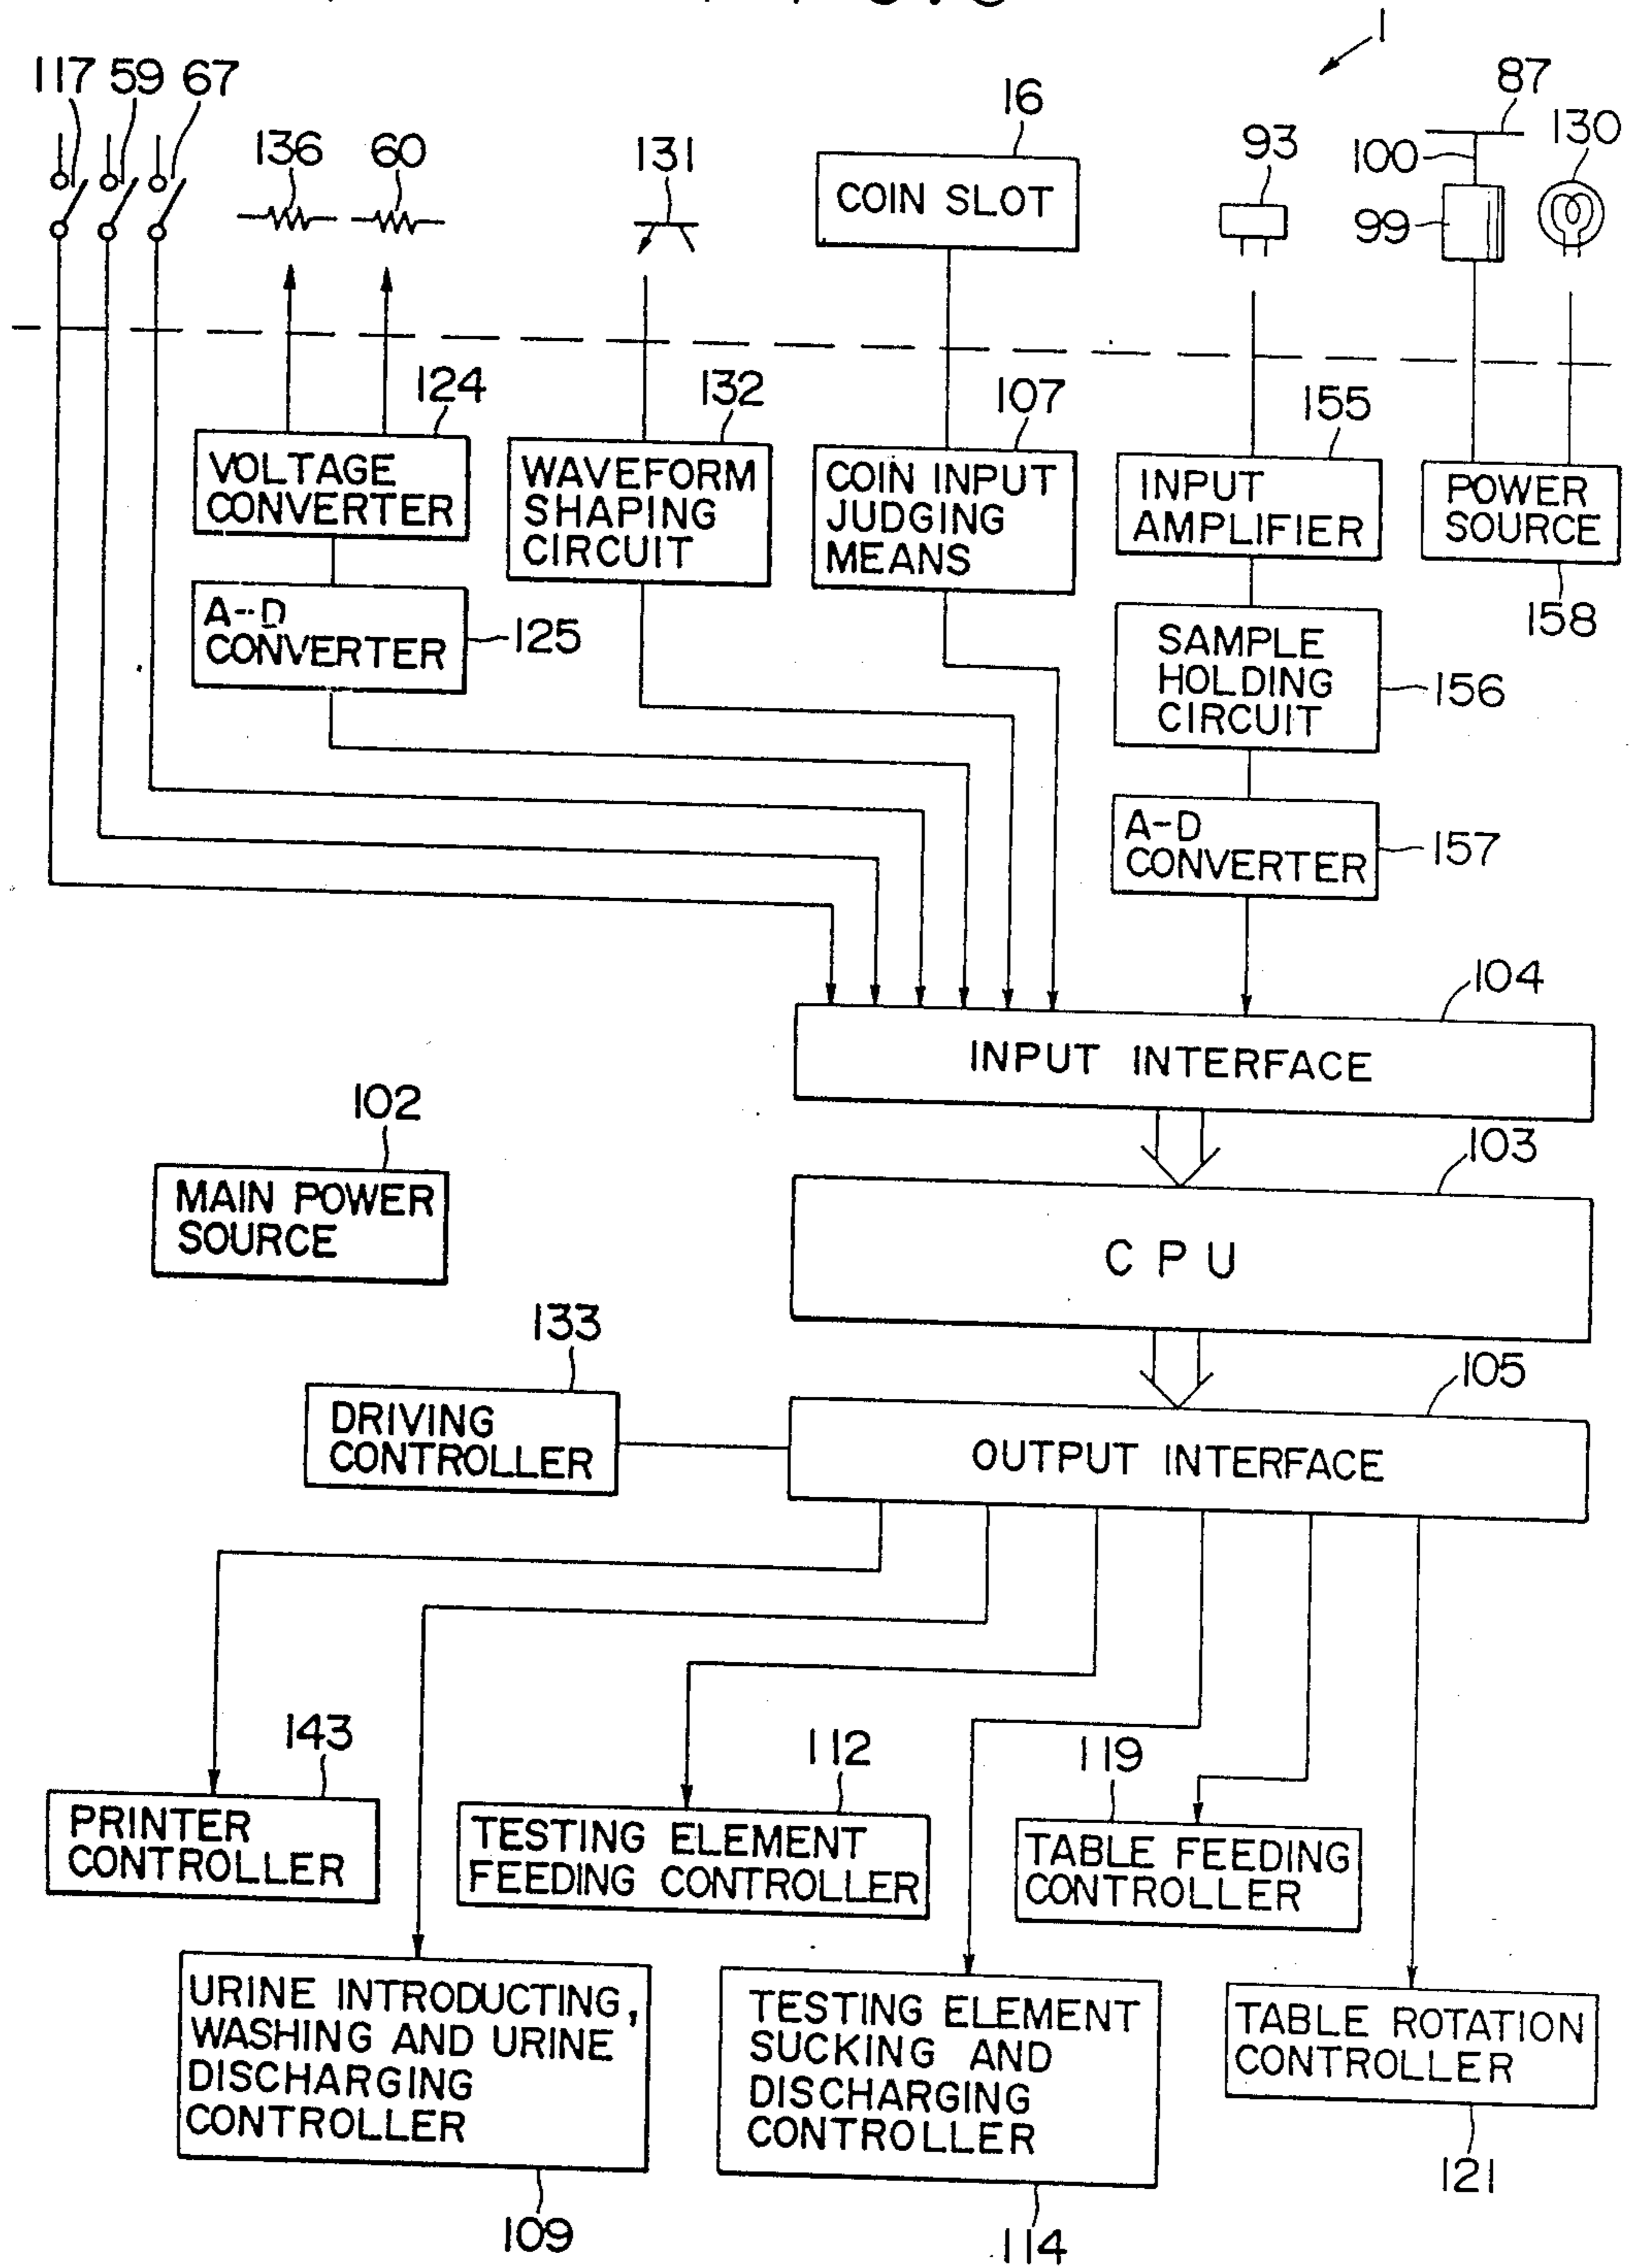 1
117 59 67
136 60
131
16
COIN SLOT
93
87
100
99
130
124
VOLTAGE
CONVERTER
132
WAVEFORM
SHAPING
CIRCUIT
107
COIN INPUT
JUDGING
MEANS
155
INPUT
AMPLIFIER
POWER
SOURCE
158
A-D
CONVERTER
125
SAMPLE
HOLDING
CIRCUIT
156
A-D
CONVERTER
157
104
INPUT INTERFACE
102
MAIN POWER
SOURCE
103
CPU
133
DRIVING
CONTROLLER
105
OUTPUT INTERFACE
143
PRINTER
CONTROLLER
112
TESTING ELEMENT
FEEDING CONTROLLER
119
TABLE FEEDING
CONTROLLER
URINE INTRODUCTING,
WASHING AND URINE
DISCHARGING
CONTROLLER
109
TESTING ELEMENT
SUCKING AND
DISCHARGING
CONTROLLER
114
TABLE ROTATION
CONTROLLER
121